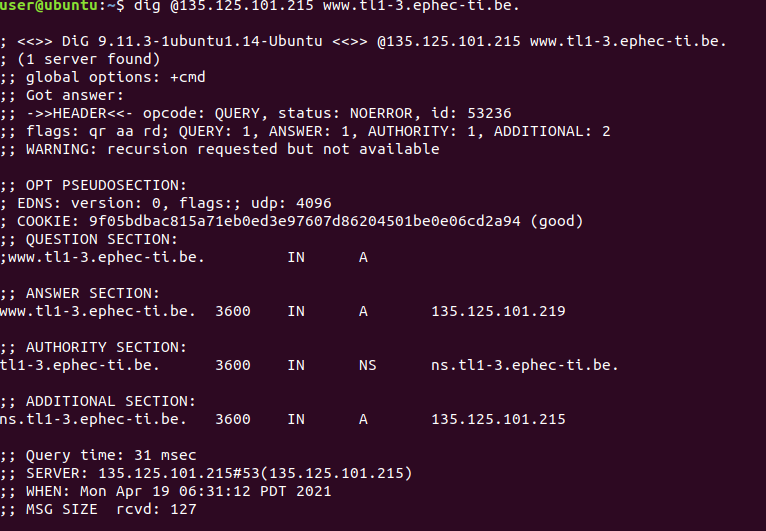 user@ubuntu:~$ dig @135.125.101.215 www.tl1-3.ephec-ti.be.
; <<>> DiG 9.11.3-1ubuntu1.14-Ubuntu <<>> @135.125.101.215 www.tl1-3.ephec-ti.be.
; (1 server found)
;; global options: +cmd
;; Got answer:
;; ->>HEADER<<- opcode: QUERY, status: NOERROR, id: 53236
;; flags: qr aa rd; QUERY: 1, ANSWER: 1, AUTHORITY: 1, ADDITIONAL: 2
;; WARNING: recursion requested but not available
;; OPT PSEUDOSECTION:
; EDNS: version: 0, flags:; udp: 4096
; COOKIE: 9f05bdbac815a71eb0ed3e97607d86204501be0e06cd2a94 (good)
;; QUESTION SECTION:
;www.tl1-3.ephec-ti.be. IN A
;; ANSWER SECTION:
www.tl1-3.ephec-ti.be. 3600 IN A 135.125.101.219
;; AUTHORITY SECTION:
tl1-3.ephec-ti.be. 3600 IN NS ns.tl1-3.ephec-ti.be.
;; ADDITIONAL SECTION:
ns.tl1-3.ephec-ti.be. 3600 IN A 135.125.101.215
;; Query time: 31 msec
;; SERVER: 135.125.101.215#53(135.125.101.215)
;; WHEN: Mon Apr 19 06:31:12 PDT 2021
;; MSG SIZE rcvd: 127